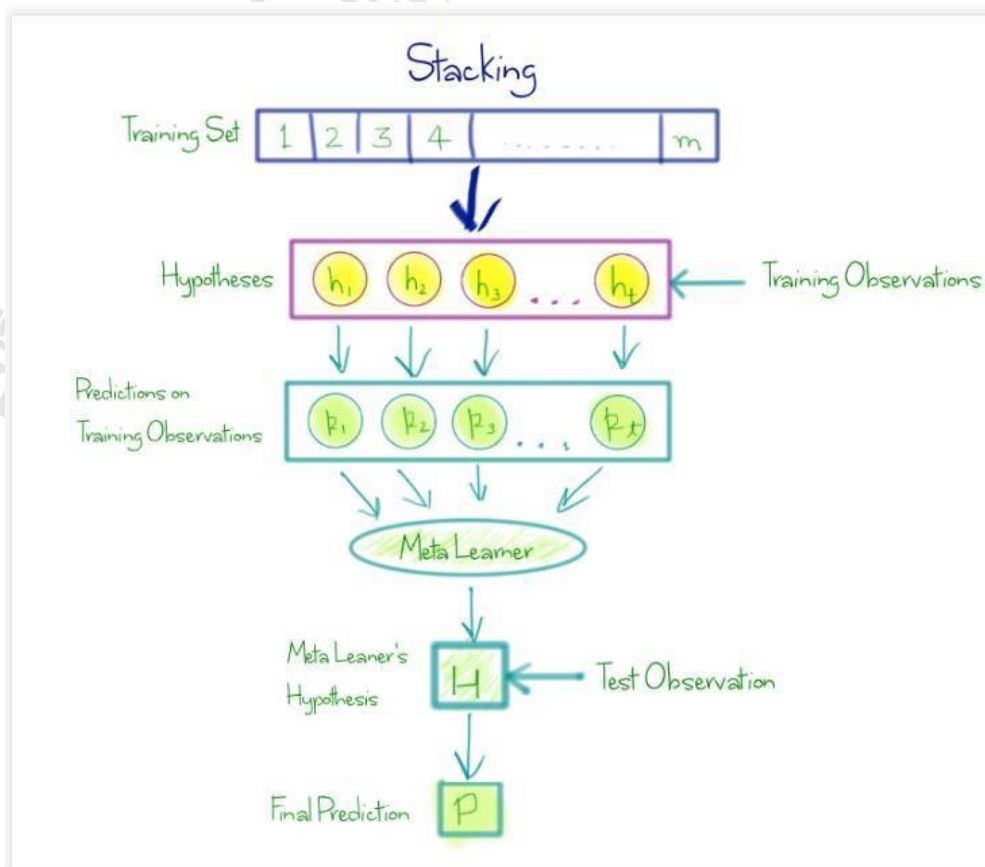 Stacking
Training Set 1 2 3 4 ......... m
Hypotheses h1 h2 h3 .... ht Training Observations
Predictions on
Training Observations
p1 p2 p3 .... pt
Meta Learner
Meta Leaner's
Hypothesis
H Test Observation
Final Prediction P